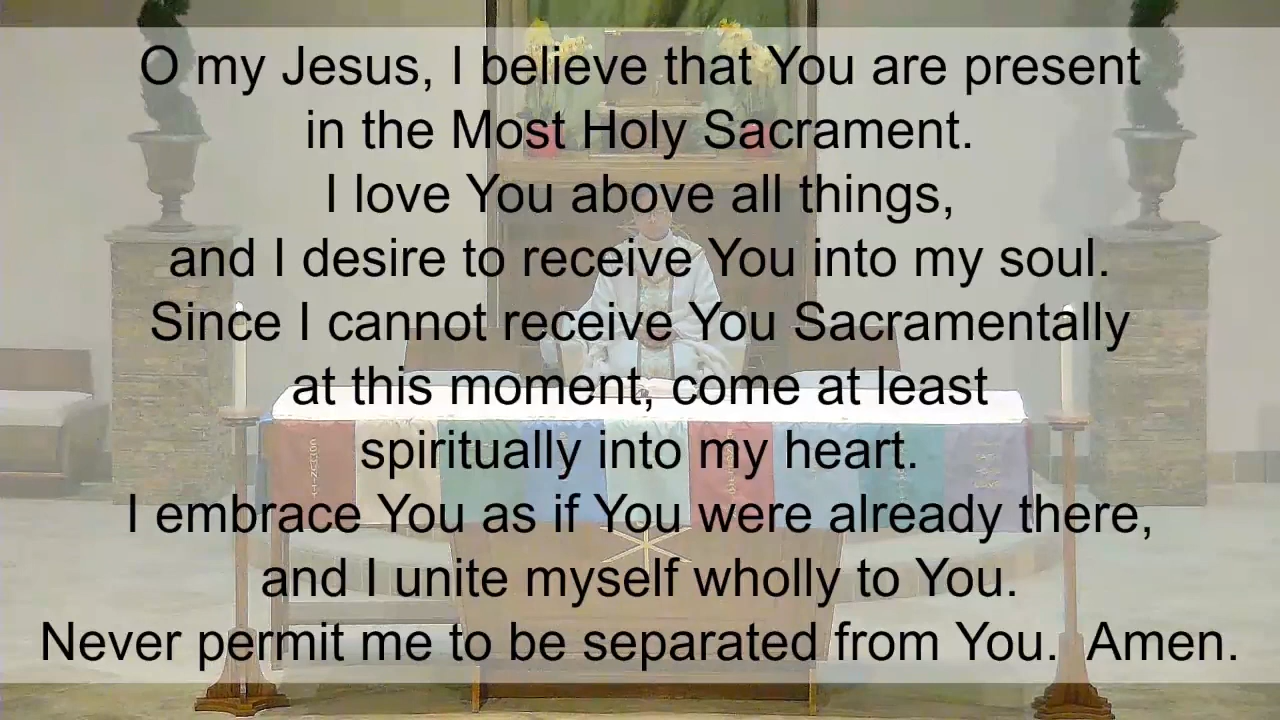 O my Jesus, I believe that You are present
in the Most Holy Sacrament.
I love You above all things,
and I desire to receive You into my soul.
Since I cannot receive You Sacramentally
at this moment, come at least
spiritually into my heart.
I embrace You as if You were already there,
and I unite myself wholly to You.
Never permit me to be separated from You.  Amen.